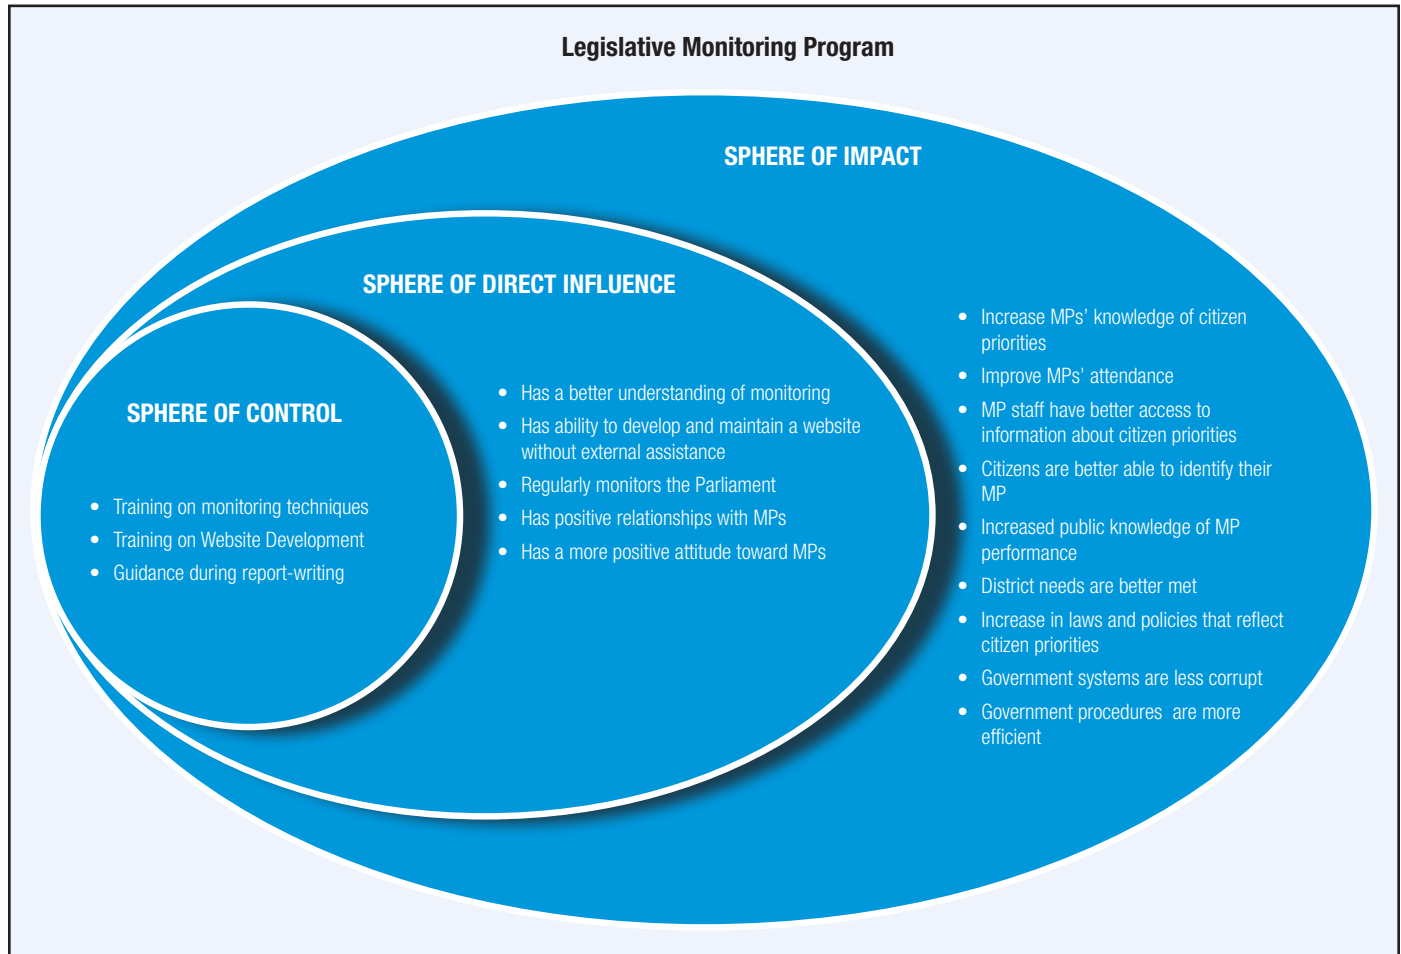 Legislative Monitoring Program
SPHERE OF IMPACT
SPHERE OF DIRECT INFLUENCE
SPHERE OF CONTROL
• Training on monitoring techniques
• Training on Website Development
• Guidance during report-writing
• Has a better understanding of monitoring
• Has ability to develop and maintain a website
without external assistance
• Regularly monitors the Parliament
• Has positive relationships with MPs
• Has a more positive attitude toward MPs
• Increase MPs’ knowledge of citizen
priorities
• Improve MPs’ attendance
• MP staff have better access to
information about citizen priorities
• Citizens are better able to identify their
MP
• Increased public knowledge of MP
performance
• District needs are better met
• Increase in laws and policies that reflect
citizen priorities
• Government systems are less corrupt
• Government procedures are more
efficient